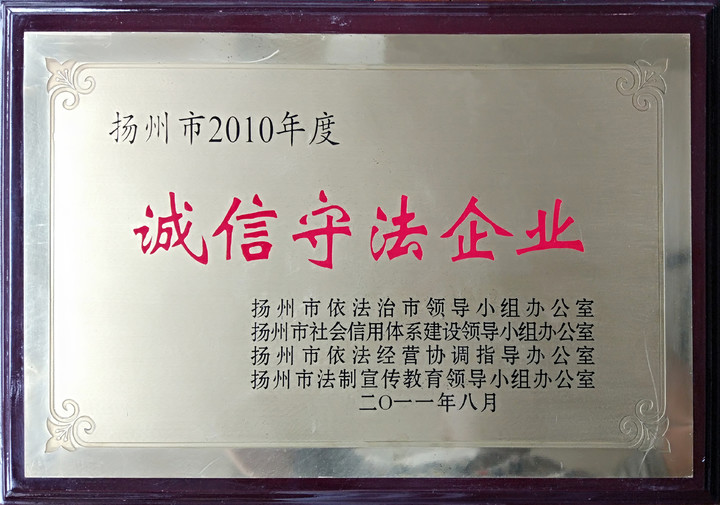 扬州市2010年度
诚信守法企业
扬州市依法治市领导小组办公室
扬州市社会信用体系建设领导小组办公室
扬州市依法经营协调指导办公室
扬州市法制宣传教育领导小组办公室
二〇一一年八月